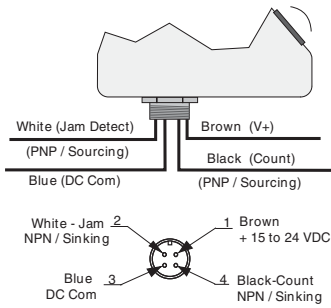 White (Jam Detect)
(PNP / Sourcing)
Blue (DC Com)
Brown (V+)
Black (Count)
(PNP / Sourcing)
White - Jam 2
NPN / Sinking
1 Brown
+ 15 to 24 VDC
Blue 3
DC Com
4 Black-Count
NPN / Sinking